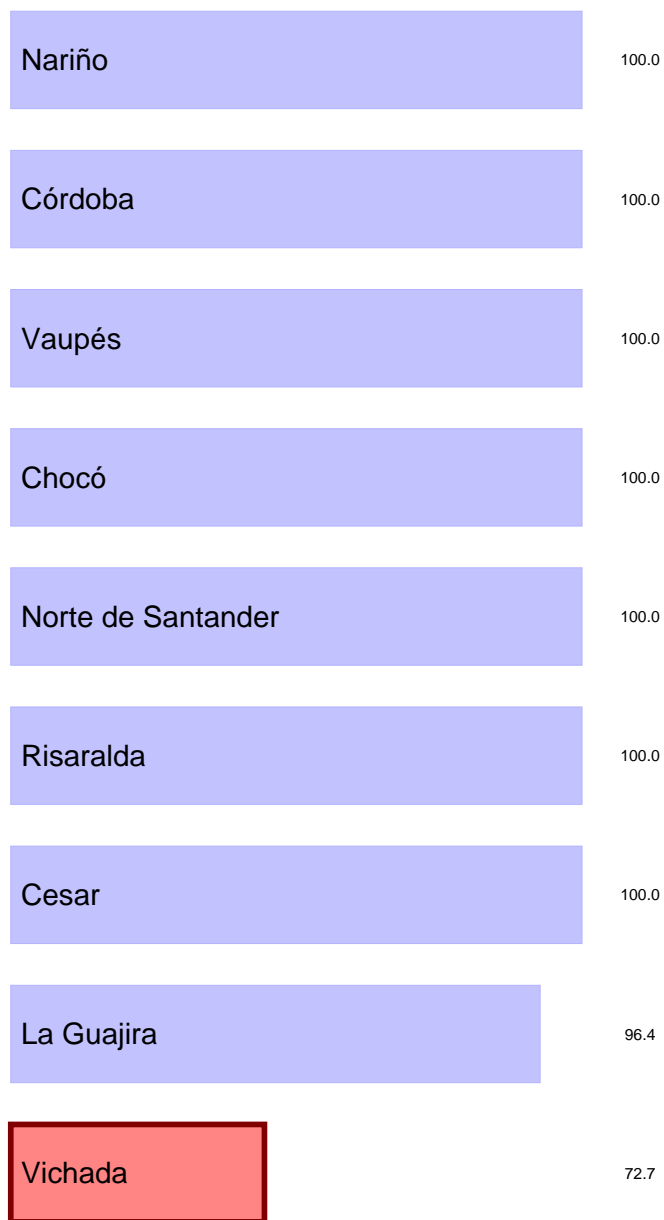 Nariño 100.0
Córdoba 100.0
Vaupés 100.0
Chocó 100.0
Norte de Santander 100.0
Risaralda 100.0
Cesar 100.0
La Guajira 96.4
Vichada 72.7